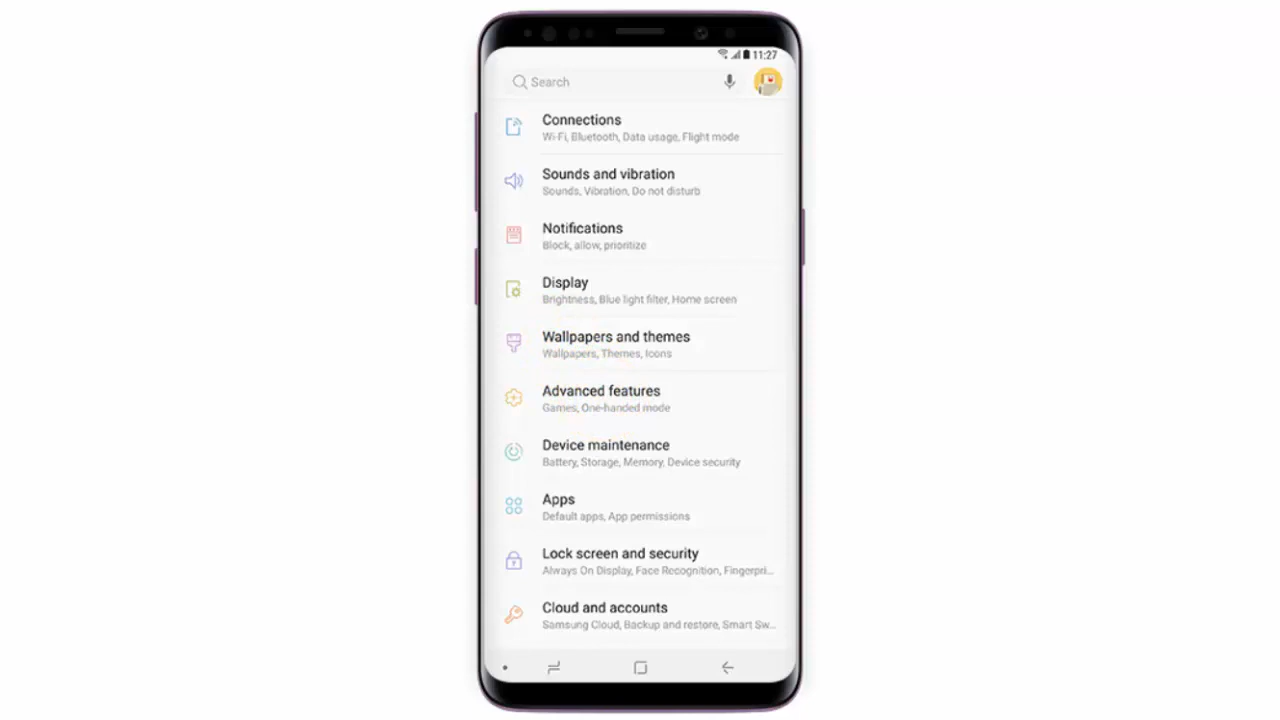 11:27
Search
Connections
Wi-Fi, Bluetooth, Data usage, Flight mode
Sounds and vibration
Sounds, Vibration, Do not disturb
Notifications
Block, allow, prioritize
Display
Brightness, Blue light filter, Home screen
Wallpapers and themes
Wallpapers, Themes, Icons
Advanced features
Games, One-handed mode
Device maintenance
Battery, Storage, Memory, Device security
Apps
Default apps, App permissions
Lock screen and security
Always On Display, Face Recognition, Fingerpri...
Cloud and accounts
Samsung Cloud, Backup and restore, Smart Sw...